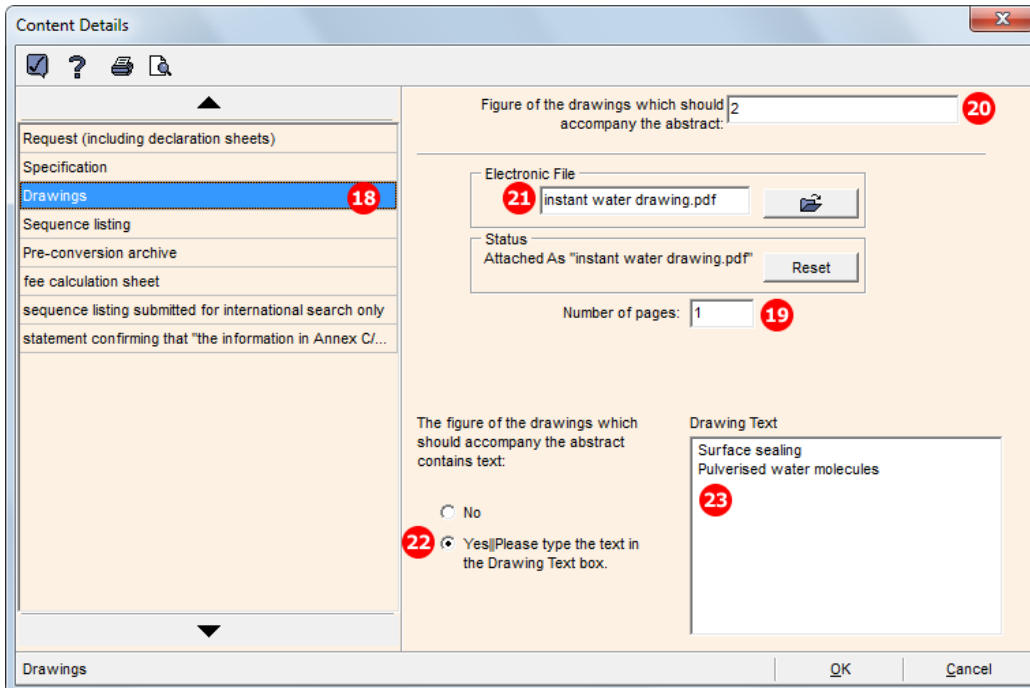 Content Details
X
?
Request (including declaration sheets)
Specification
Drawings 18
Sequence listing
Pre-conversion archive
fee calculation sheet
sequence listing submitted for international search only
statement confirming that "the information in Annex C/...
Figure of the drawings which should
accompany the abstract:
2 20
Electronic File
21 instant water drawing.pdf
Status
Attached As "instant water drawing.pdf"
Reset
Number of pages: 1 19
The figure of the drawings which
should accompany the abstract
contains text:
No
22 Yes||Please type the text in
the Drawing Text box.
Drawing Text
Surface sealing
Pulverised water molecules
23
Drawings
OK
Cancel